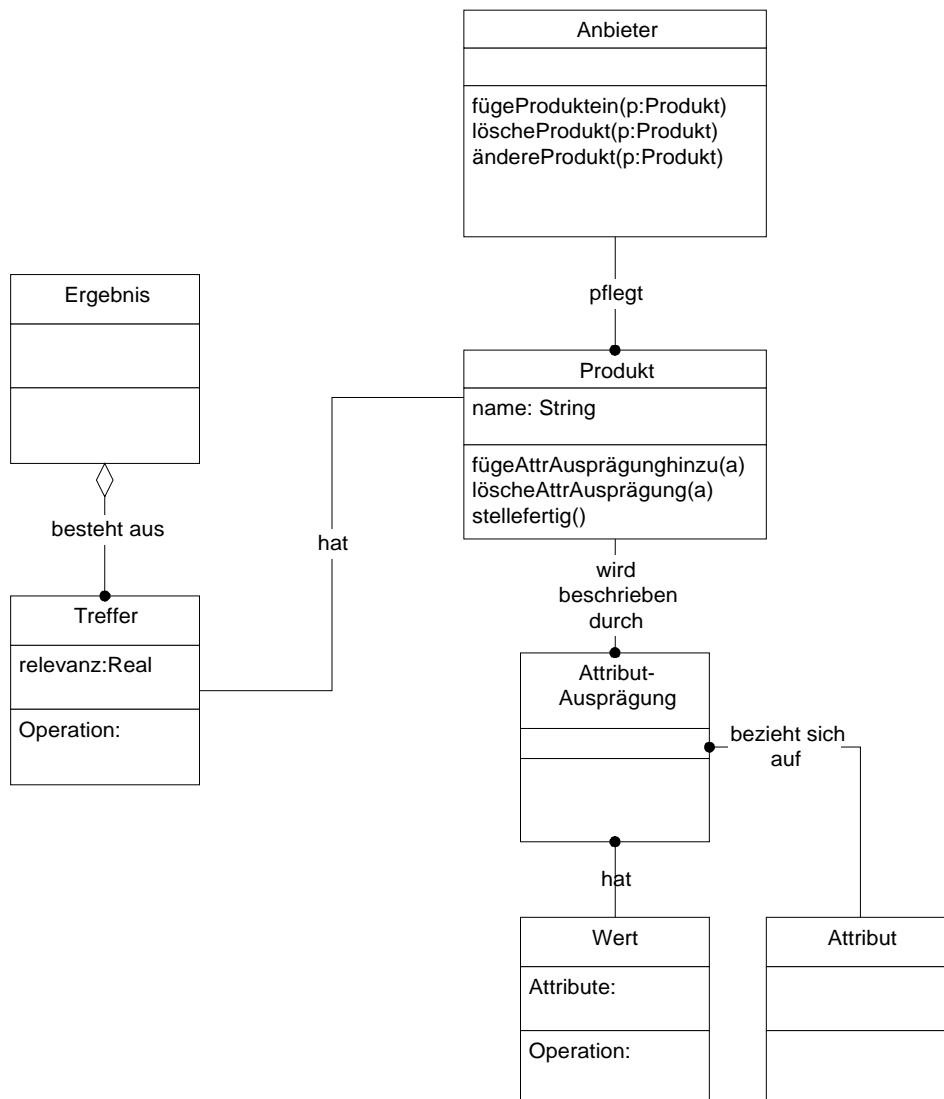 Anbieter
fügeProduktein(p:Produkt)
löscheProdukt(p:Produkt)
ändereProdukt(p:Produkt)
pflegt
Ergebnis
Produkt
name: String
fügeAttrAusprägunghinzu(a)
löscheAttrAusprägung(a)
stellefertig()
besteht aus
hat
wird
beschrieben
durch
Treffer
relevanz:Real
Operation:
Attribut-
Ausprägung
bezieht sich
auf
hat
Wert
Attribute:
Operation:
Attribut